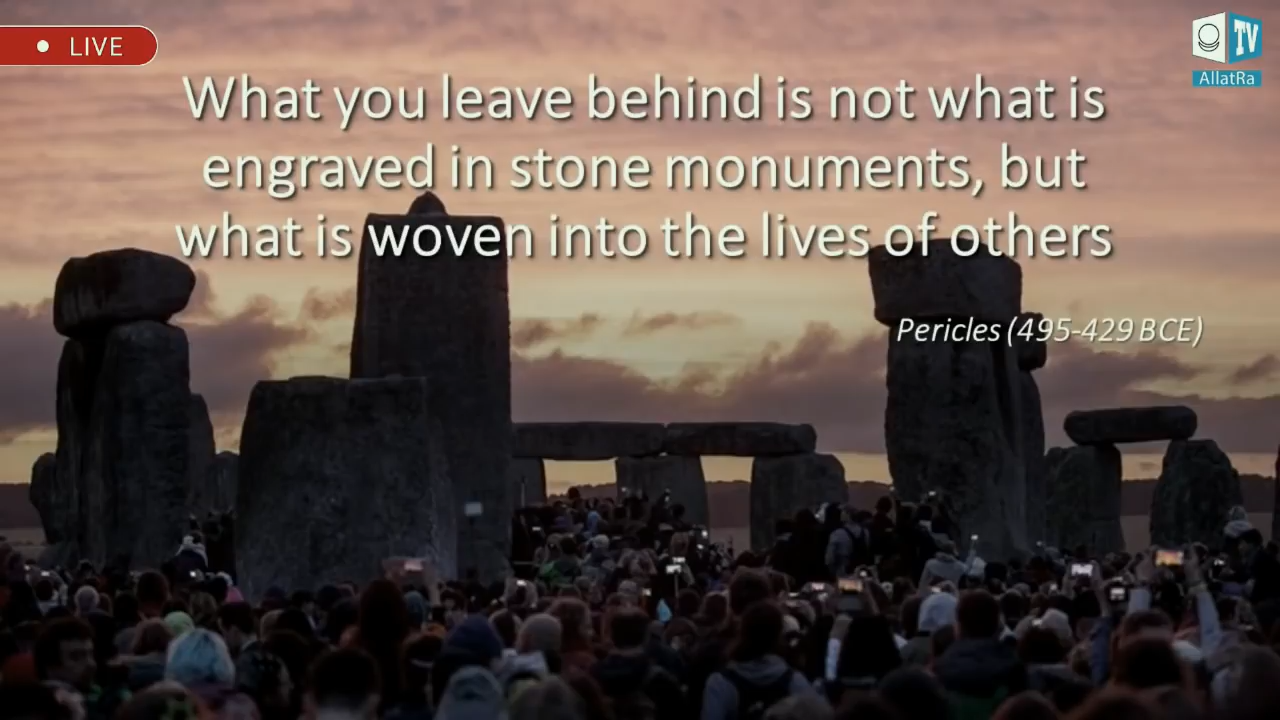 LIVE
TV
AllatRa
What you leave behind is not what is
engraved in stone monuments, but
what is woven into the lives of others
Pericles (495-429 BCE)